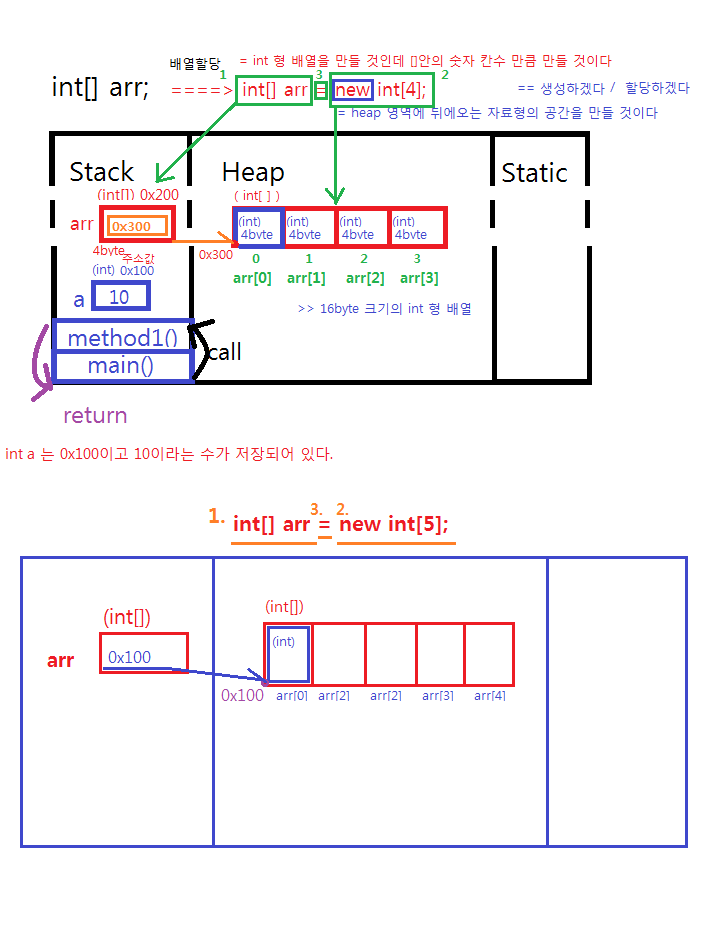 배열할당 = int 형 배열을 만들 것인데 []안의 숫자 칸수 만큼 만들 것이다
1 3 2
int[] arr; ====> int[] arr = new int[4]; == 생성하겠다 / 할당하겠다
= heap 영역에 뒤에오는 자료형의 공간을 만들 것이다
Stack Heap Static
(int[]) 0x200 ( int[ ] )
arr 0x300 (int) (int) (int) (int)
4byte 4byte 4byte 4byte
4byte 0x300 0 1 2 3
주소값
(int) 0x100 arr[0] arr[1] arr[2] arr[3]
a 10 >> 16byte 크기의 int 형 배열
method1()
call
main()
return
int a 는 0x100이고 10이라는 수가 저장되어 있다.
1. 3. 2.
int[] arr = new int[5];
(int[]) (int[])
arr 0x100 (int)
0x100 arr[0] arr[2] arr[2] arr[3] arr[4]